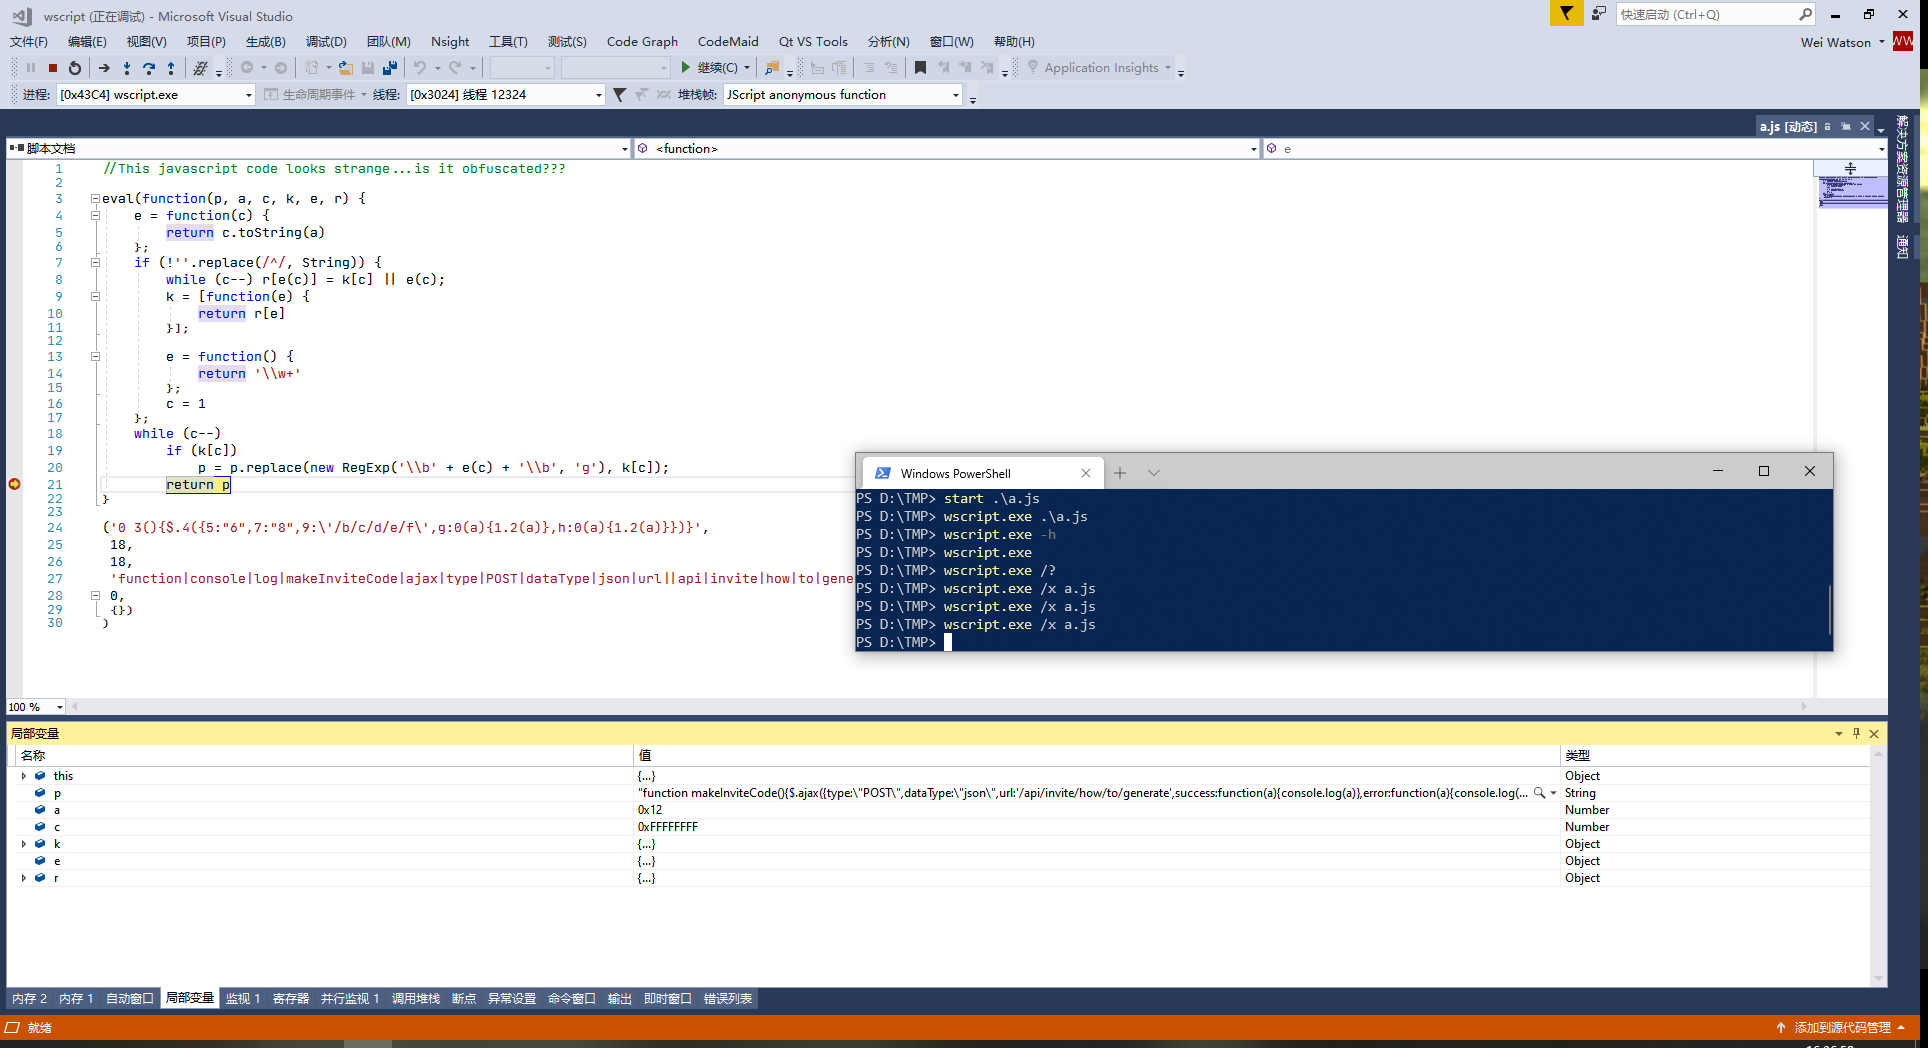 wscript (正在调试) - Microsoft Visual Studio
快速启动 (Ctrl+Q)
文件(F) 编辑(E) 视图(V) 项目(P) 生成(B) 调试(D) 团队(M) Nsight 工具(T) 测试(S) Code Graph CodeMaid Qt VS Tools 分析(N) 窗口(W) 帮助(H)
Wei Watson WW
继续(C) Application Insights
进程: [0x43C4] wscript.exe 生命周期事件 线程: [0x3024] 线程 12324 堆栈帧: JScript anonymous function
a.js [动态]
脚本文档 <function> e
解决方案资源管理器
通知
1 //This javascript code looks strange...is it obfuscated???
2
3 eval(function(p, a, c, k, e, r) {
4 e = function(c) {
5 return c.toString(a)
6 };
7 if (!''.replace(/^/, String)) {
8 while (c--) r[e(c)] = k[c] || e(c);
9 k = [function(e) {
10 return r[e]
11 }];
12
13 e = function() {
14 return '\\w+'
15 };
16 c = 1
17 };
18 while (c--)
19 if (k[c])
20 p = p.replace(new RegExp('\\b' + e(c) + '\\b', 'g'), k[c]);
21 return p
22 }
23
24 ('0 3(){$.4({5:"6",7:"8",9:\'/b/c/d/e/f\',g:0(a){1.2(a)},h:0(a){1.2(a)}})}',
25 18,
26 18,
27 'function|console|log|makeInviteCode|ajax|type|POST|dataType|json|url||api|invite|how|to|gene
28 0,
29 {})
30 )
Windows PowerShell
PS D:\TMP> start .\a.js
PS D:\TMP> wscript.exe .\a.js
PS D:\TMP> wscript.exe -h
PS D:\TMP> wscript.exe
PS D:\TMP> wscript.exe /?
PS D:\TMP> wscript.exe /x a.js
PS D:\TMP> wscript.exe /x a.js
PS D:\TMP> wscript.exe /x a.js
PS D:\TMP>
100 %
局部变量
名称 值 类型
this {...} Object
p "function makeInviteCode(){$.ajax({type:\"POST\",dataType:\"json\",url:'/api/invite/how/to/generate',success:function(a){console.log(a)},error:function(a){console.log(... String
a 0x12 Number
c 0xFFFFFFFF Number
k {...} Object
e {...} Object
r {...} Object
内存 2 内存 1 自动窗口 局部变量 监视 1 寄存器 并行监视 1 调用堆栈 断点 异常设置 命令窗口 输出 即时窗口 错误列表
就绪 添加到源代码管理